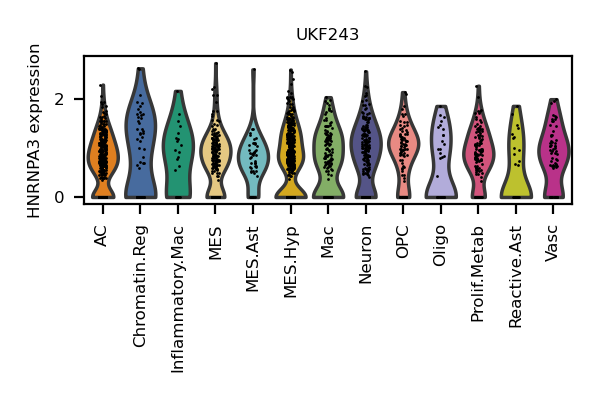 UKF243
HNRNPA3 expression
2
0
AC
Chromatin.Reg
Inflammatory.Mac
MES
MES.Ast
MES.Hyp
Mac
Neuron
OPC
Oligo
Prolif.Metab
Reactive.Ast
Vasc